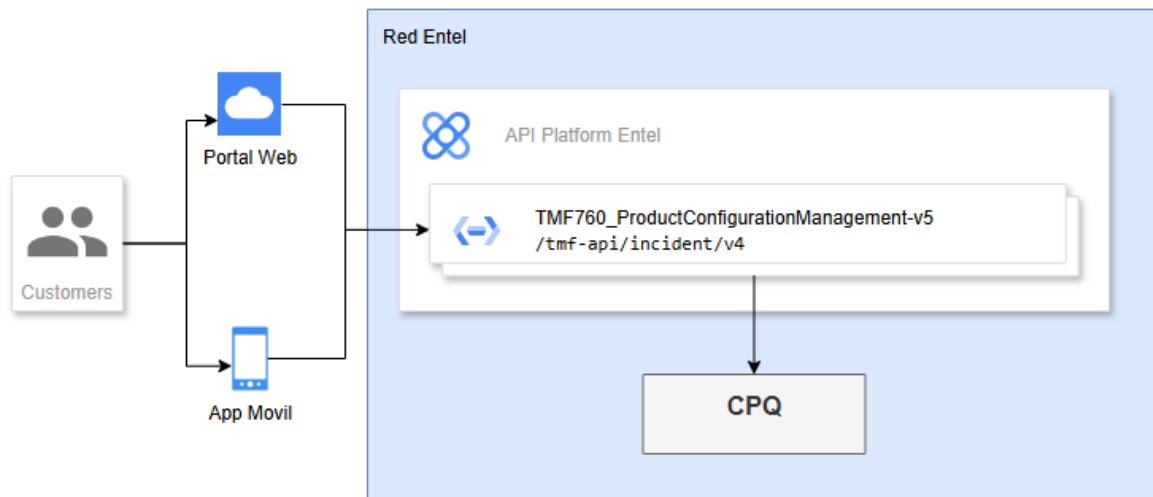 Red Entel
API Platform Entel
Portal Web
TMF760_ProductConfigurationManagement-v5
/tmf-api/incident/v4
Customers
App Movil
CPQ